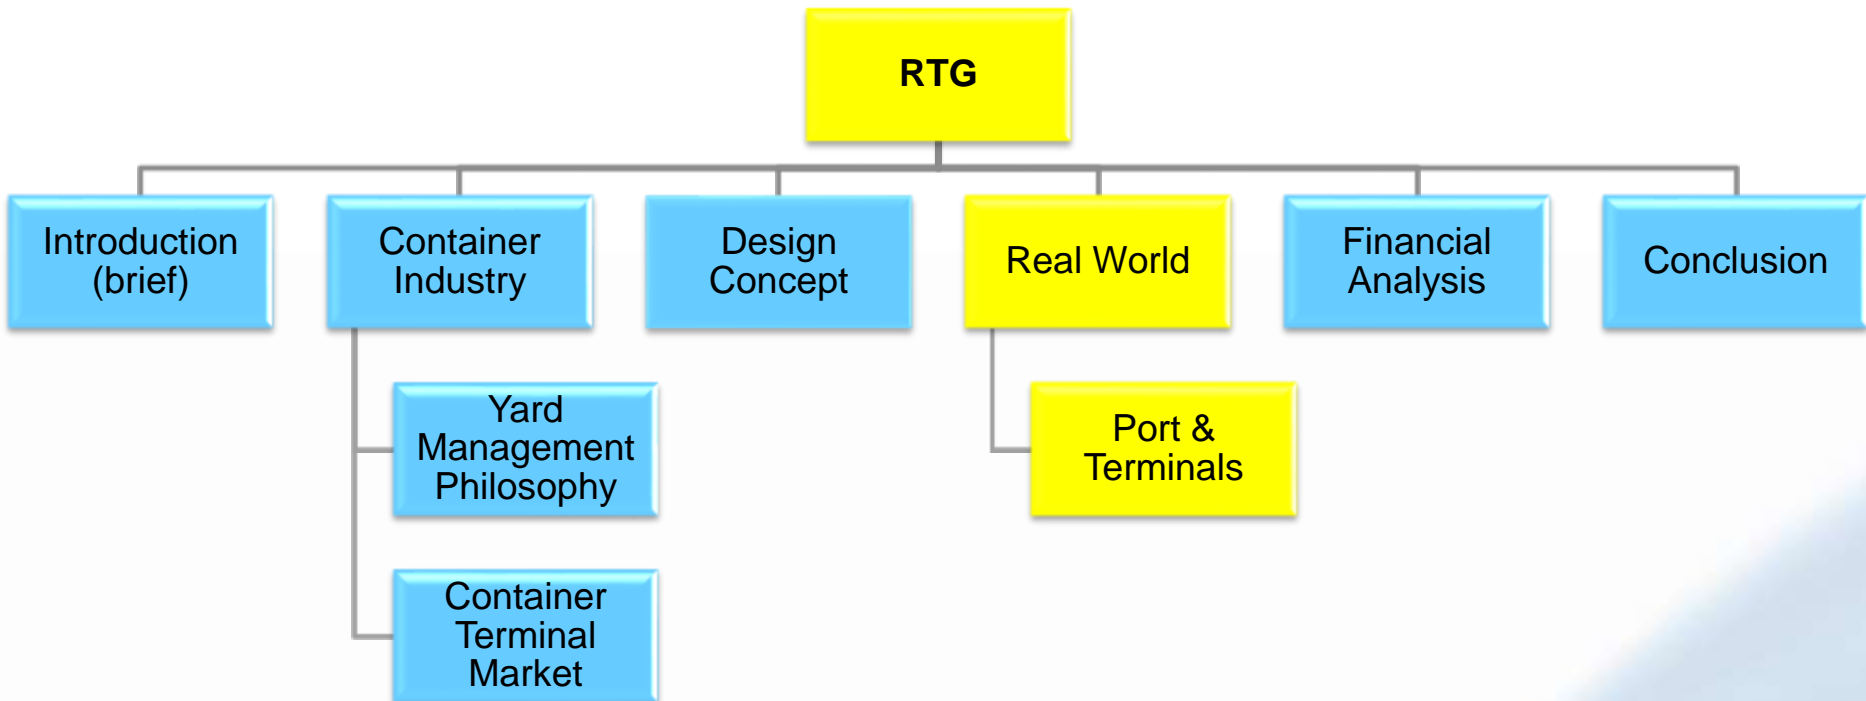 RTG
Introduction
(brief)
Container
Industry
Design
Concept
Real World
Financial
Analysis
Conclusion
Yard
Management
Philosophy
Container
Terminal
Market
Port &
Terminals